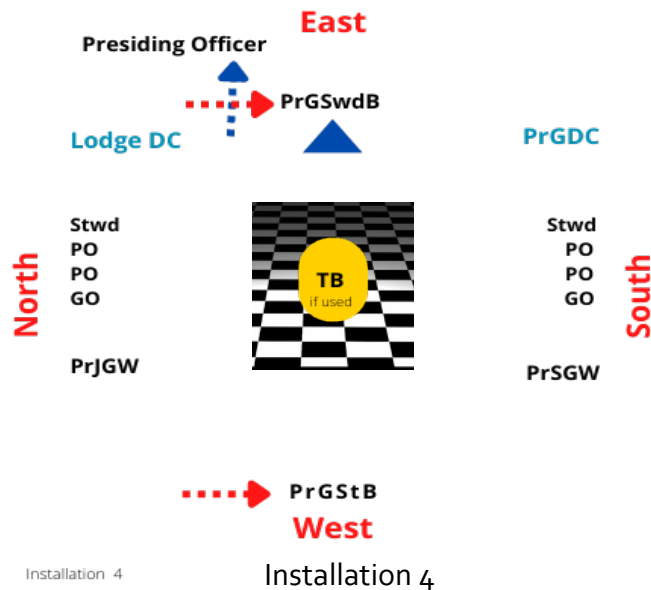 East
Presiding Officer
PrGSwdB
Lodge DC
PrGDC
Stwd
PO
PO
GO
Stwd
PO
PO
GO
North
TB
if used
South
PrJGW
PrSGW
PrGStB
West
Installation 4
Installation 4